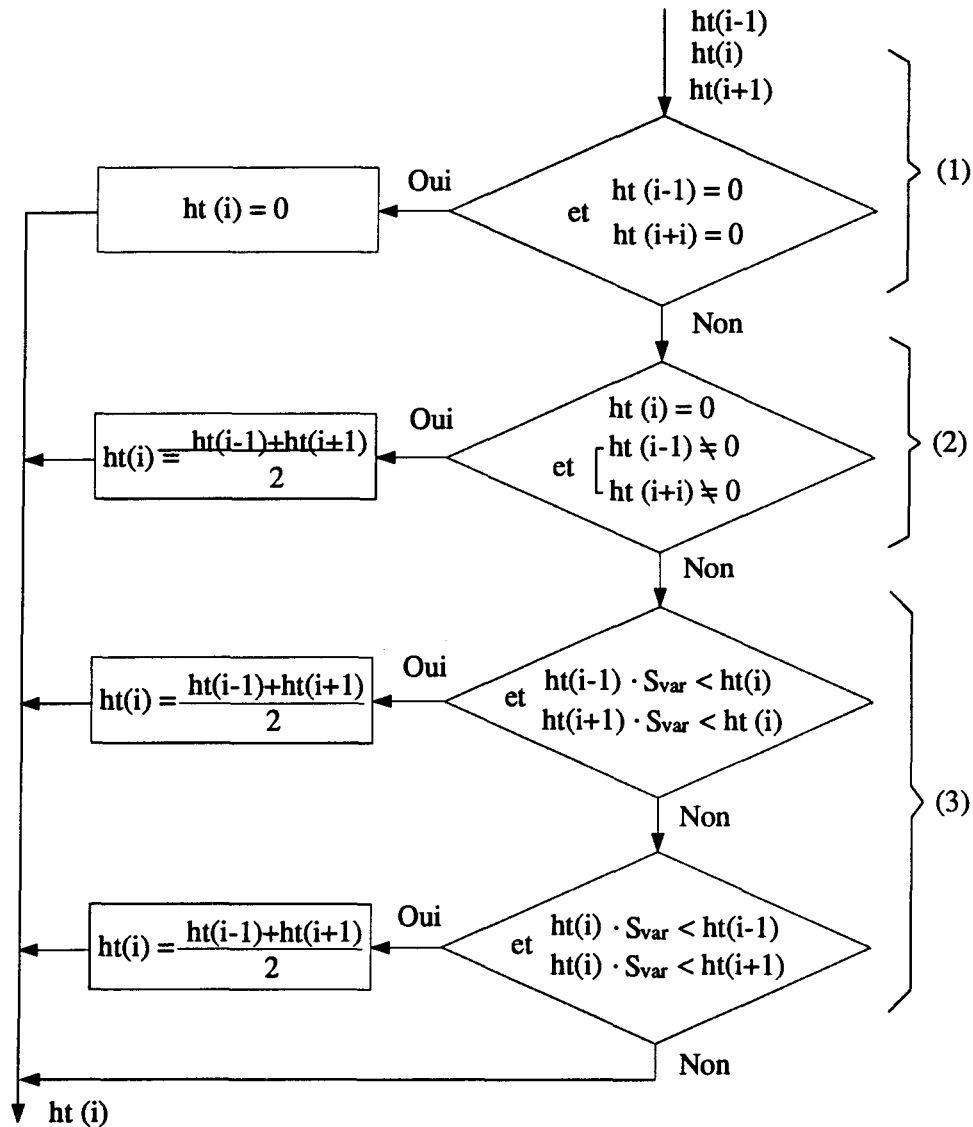 ht(i-1)
ht(i)
ht(i+1)
(1)
Oui
ht (i) = 0
et
ht (i-1) = 0
ht (i+i) = 0
Non
(2)
Oui
ht(i) = ht(i-1)+ht(i+1)
2
ht (i) = 0
et
ht (i-1) ≠ 0
ht (i+i) ≠ 0
Non
(3)
Oui
ht(i) = ht(i-1)+ht(i+1)
2
et
ht(i-1) · Svar < ht(i)
ht(i+1) · Svar < ht (i)
Non
Oui
ht(i) = ht(i-1)+ht(i+1)
2
et
ht(i) · Svar < ht(i-1)
ht(i) · Svar < ht(i+1)
Non
ht (i)